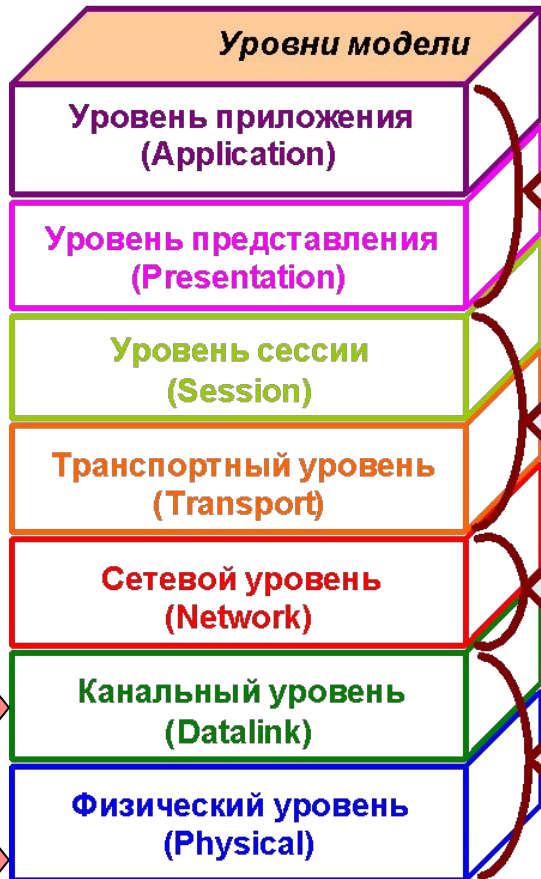 Уровни модели
Уровень приложения
(Application)
Уровень представления
(Presentation)
Уровень сессии
(Session)
Транспортный уровень
(Transport)
Сетевой уровень
(Network)
Канальный уровень
(Datalink)
Физический уровень
(Physical)